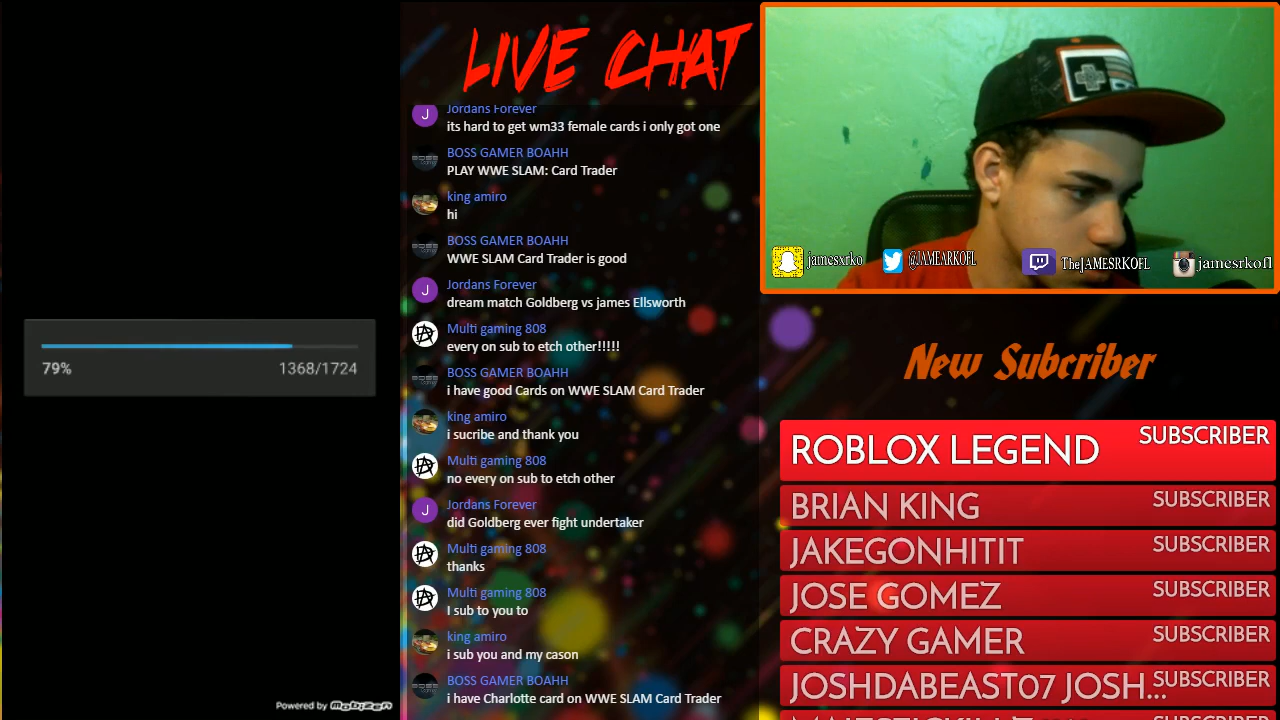 79%
1368/1724
Powered by mobizen
LIVE CHAT
Jordans Forever
its hard to get wm33 female cards i only got one
BOSS GAMER BOAHH
PLAY WWE SLAM: Card Trader
king amiro
hi
BOSS GAMER BOAHH
WWE SLAM Card Trader is good
Jordans Forever
dream match Goldberg vs james Ellsworth
Multi gaming 808
every on sub to etch other!!!!!
BOSS GAMER BOAHH
i have good Cards on WWE SLAM Card Trader
king amiro
i sucribe and thank you
Multi gaming 808
no every on sub to etch other
Jordans Forever
did Goldberg ever fight undertaker
Multi gaming 808
thanks
Multi gaming 808
I sub to you to
king amiro
i sub you and my cason
BOSS GAMER BOAHH
i have Charlotte card on WWE SLAM Card Trader
jamesxrko
@JAMEARKOFL
TheJAMESRKOFL
jamesrkofl
New Subcriber
ROBLOX LEGEND SUBSCRIBER
BRIAN KING SUBSCRIBER
JAKEGONHITIT SUBSCRIBER
JOSE GOMEZ SUBSCRIBER
CRAZY GAMER SUBSCRIBER
JOSHDABEAST07 JOSH... SUBSCRIBER